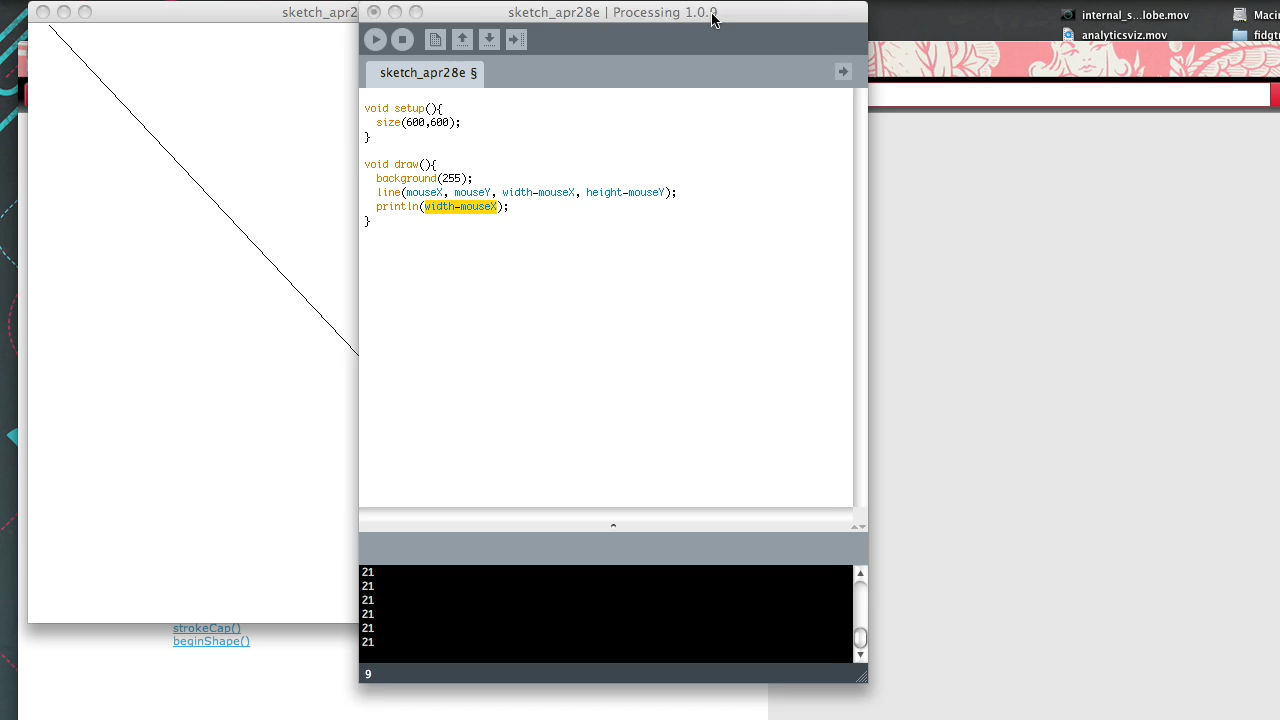 sketch_apr2
sketch_apr28e | Processing 1.0.9
internal_s...lobe.mov
Macin
analyticsviz.mov
fidgt
sketch_apr28e §
void setup(){
size(600,600);
}
void draw(){
background(255);
line(mouseX, mouseY, width-mouseX, height-mouseY);
println(width-mouseX);
}
21
21
21
21
21
21
strokeCap()
beginShape()
9